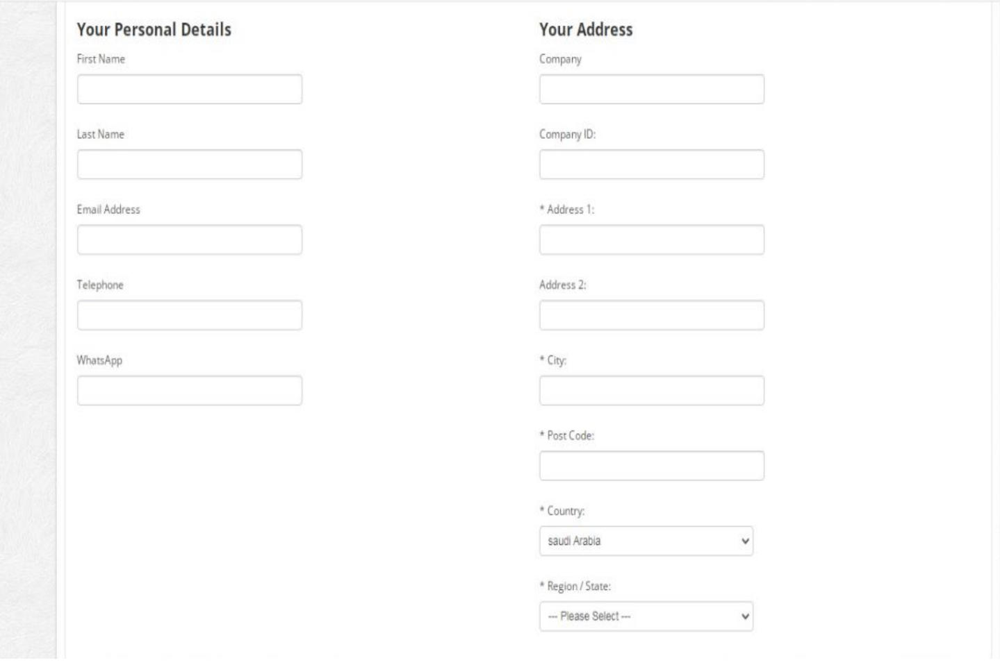 Your Personal Details
First Name
Last Name
Email Address
Telephone
WhatsApp
Your Address
Company
Company ID:
* Address 1:
Address 2:
* City:
* Post Code:
* Country:
saudi Arabia
* Region / State:
--- Please Select ---